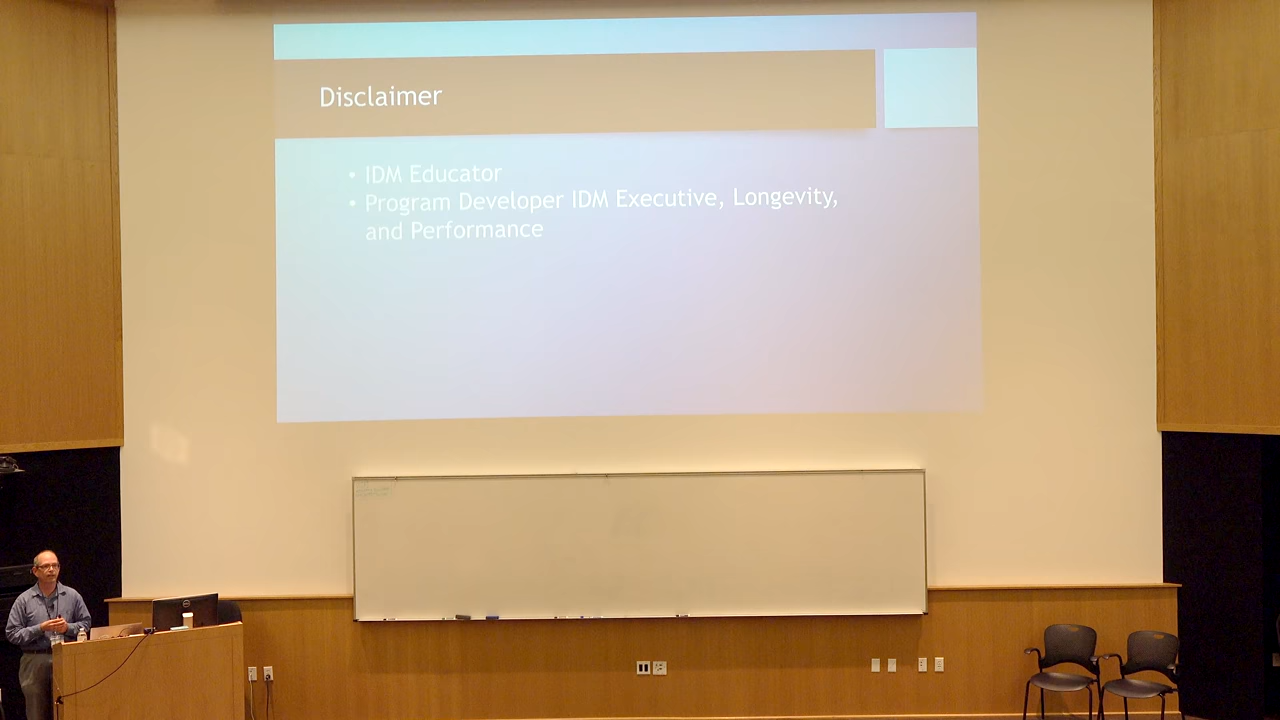 Disclaimer
• IDM Educator
• Program Developer IDM Executive, Longevity,
and Performance